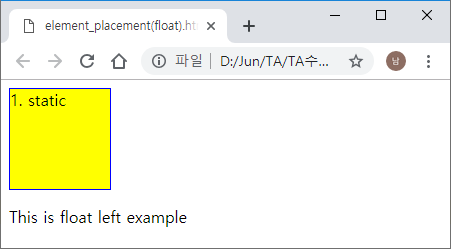 element_placement(float).ht
파일 D:/Jun/TA/TA수...
남
1. static
This is float left example